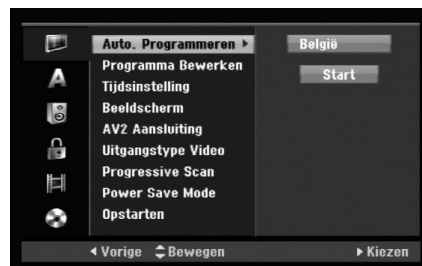 Auto. Programmeren ► België
Programma Bewerken
Start
Tijdsinstelling
A
Beeldscherm
AV2 Aansluiting
Uitgangstype Video
Progressive Scan
Power Save Mode
Opstarten
◄ Vorige Bewegen ► Kiezen